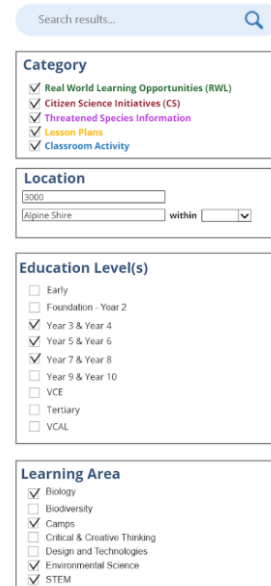 Search results...
Category
Real World Learning Opportunities (RWL)
Citizen Science Initiatives (CS)
Threatened Species Information
Lesson Plans
Classroom Activity
Location
3000
Alpine Shire within
Education Level(s)
Early
Foundation - Year 2
Year 3 & Year 4
Year 5 & Year 6
Year 7 & Year 8
Year 9 & Year 10
VCE
Tertiary
VCAL
Learning Area
Biology
Biodiversity
Camps
Critical & Creative Thinking
Design and Technologies
Environmental Science
STEM